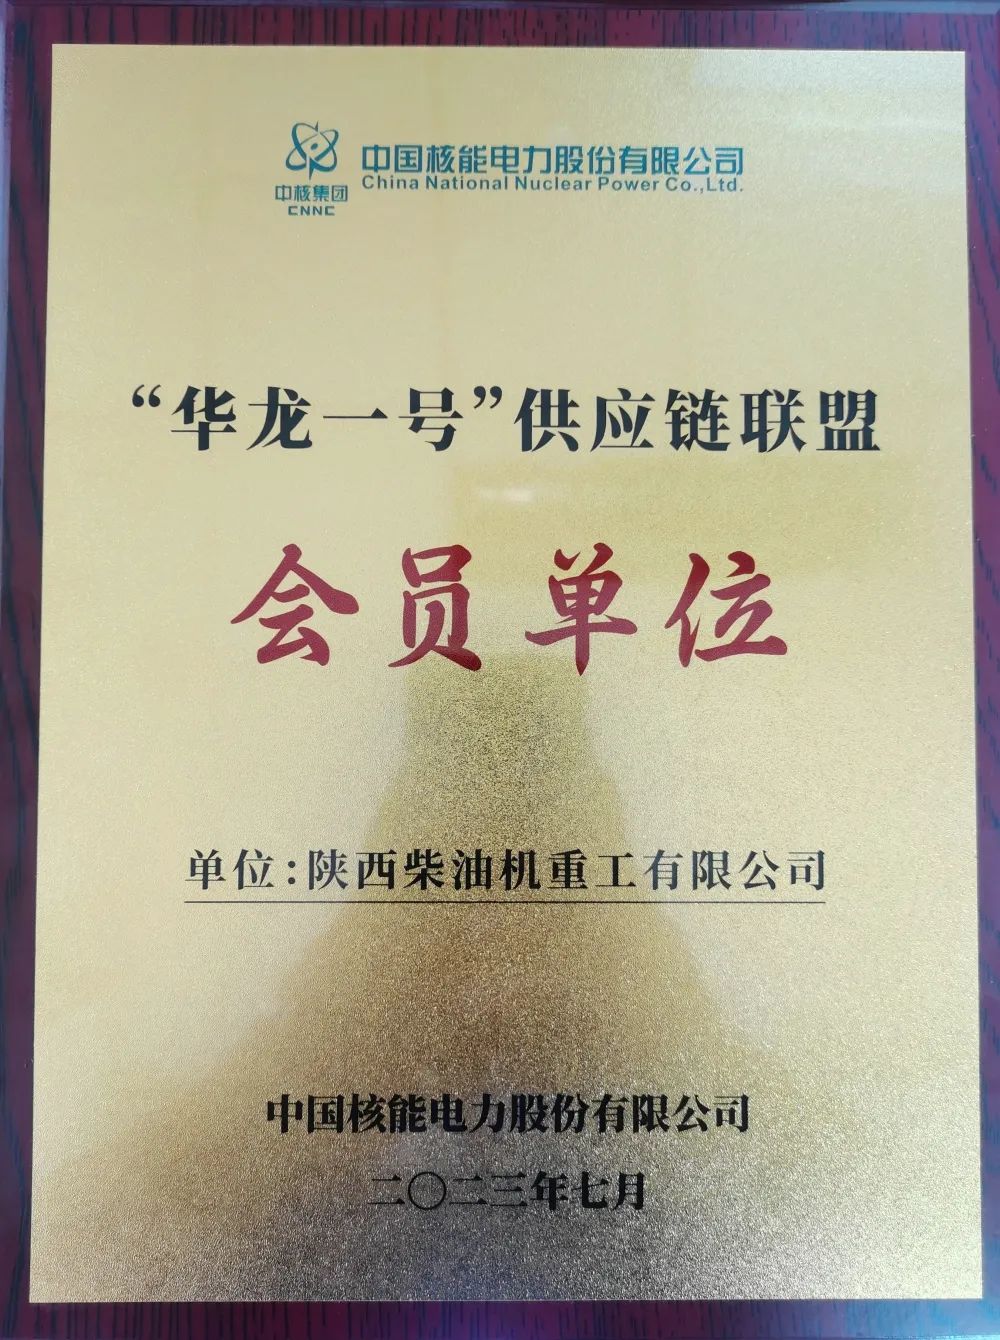 中核集团
CNNC
中国核能电力股份有限公司
China National Nuclear Power Co.,Ltd.
“华龙一号”供应链联盟
会员单位
单位:陕西柴油机重工有限公司
中国核能电力股份有限公司
二〇二三年七月